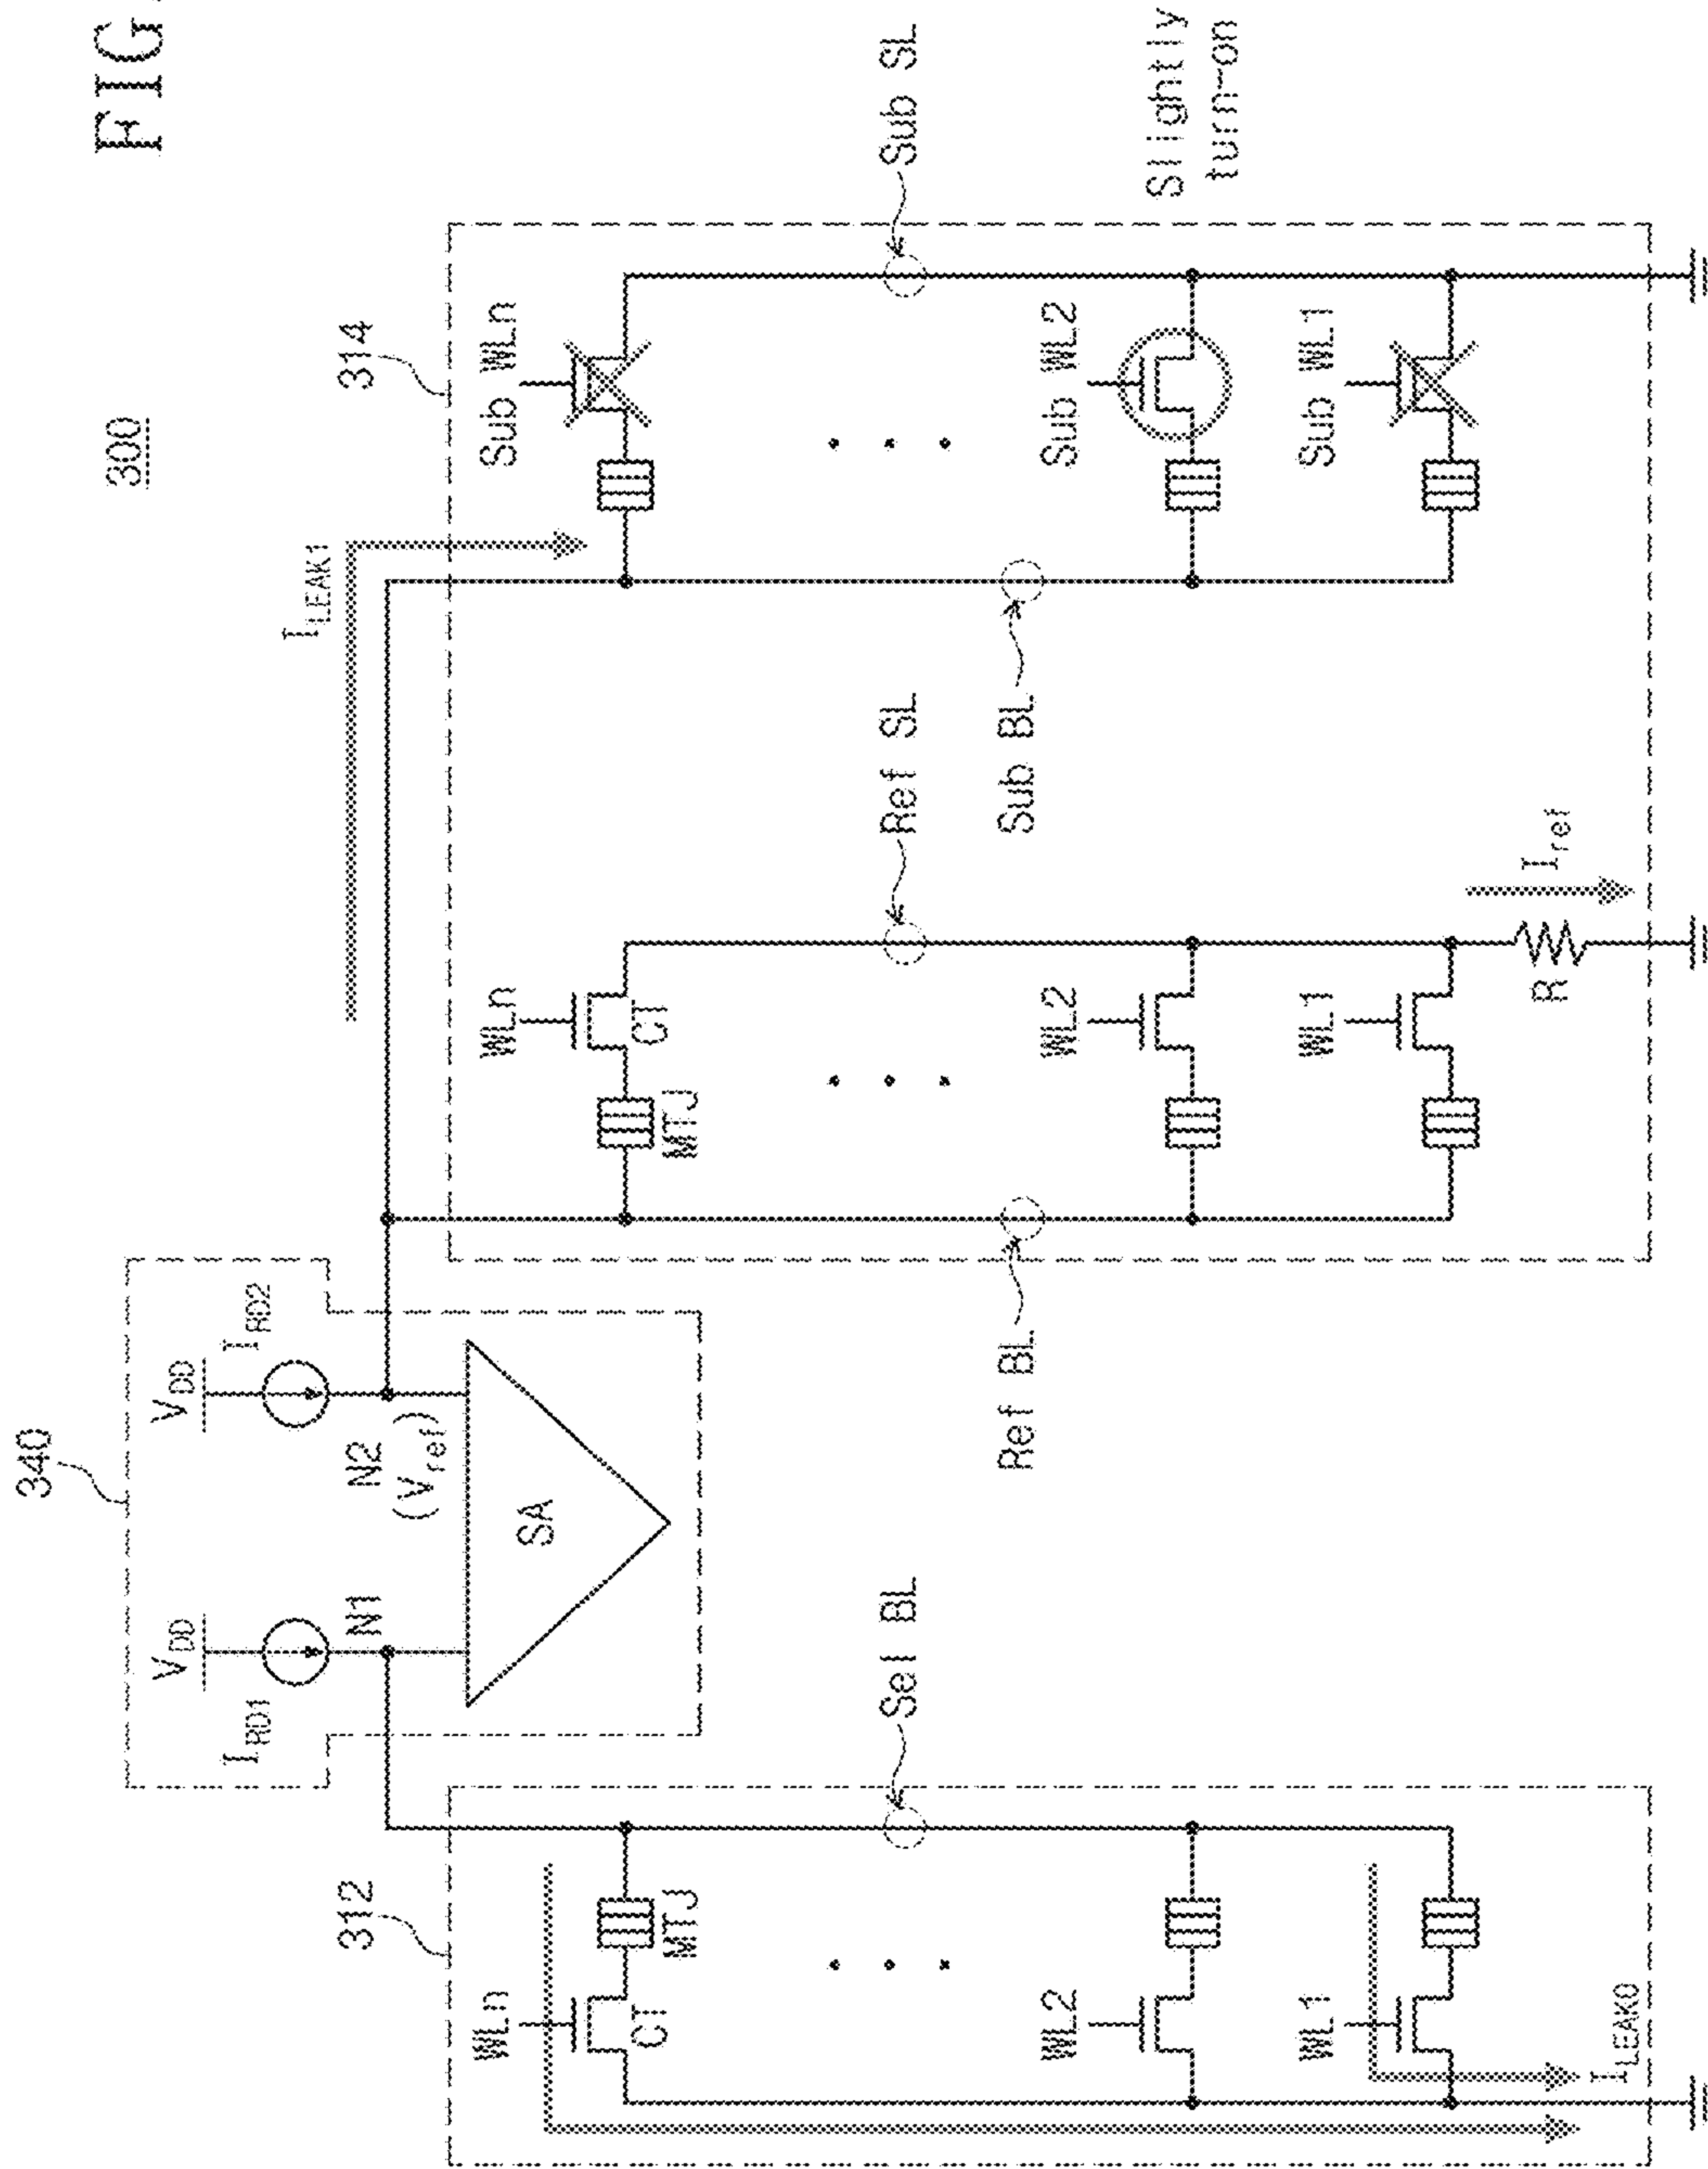 FIG.
300
340
V_DD
V_DD
I_RD1
I_RD2
N1
N2
(V_ref)
SA
I_LEAK1
312
314
WLn
CT
MTJ
WLn
CT
MTJ
Sub WLn
Sel BL
Ref SL
Sub SL
Ref BL
Sub BL
WL2
WL2
Sub WL2
Slightly
turn-on
WL1
WL1
Sub WL1
R
I_ref
I_LEAK0